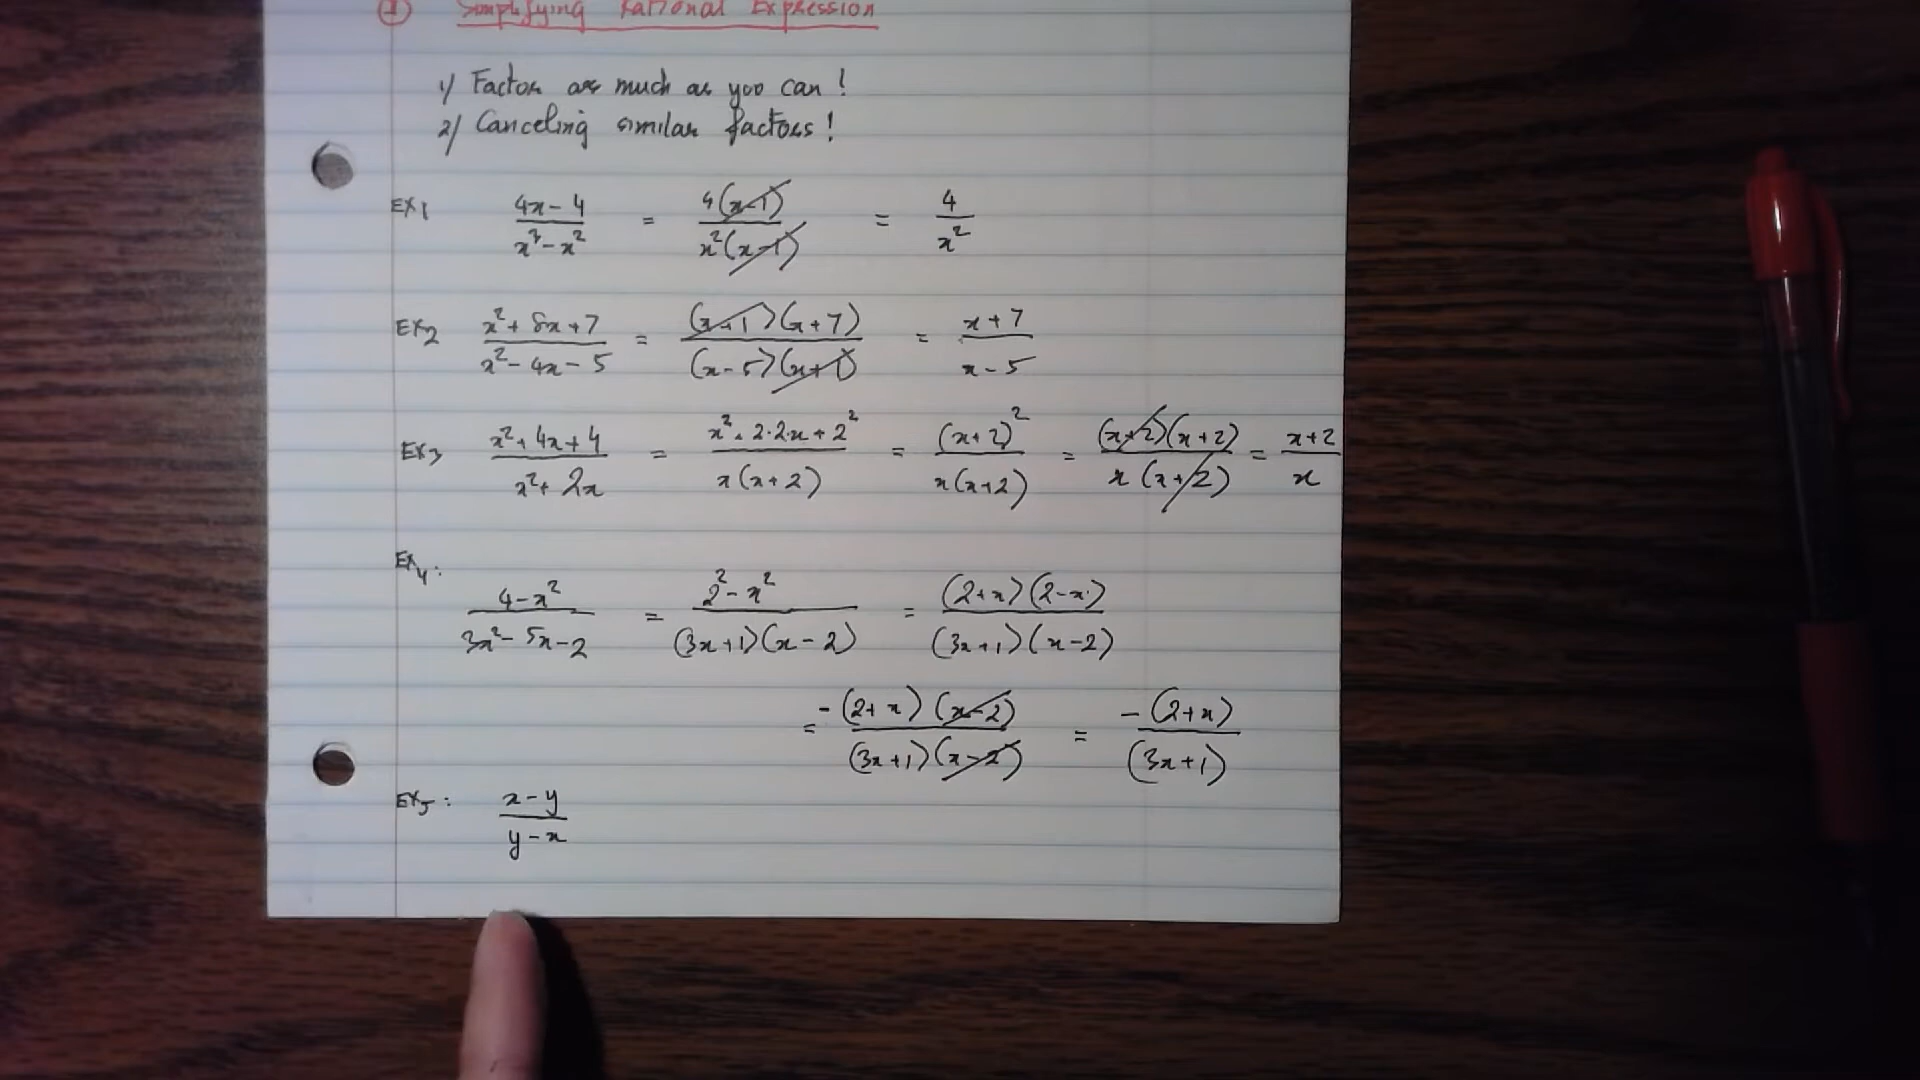 ① Simplifying Rational Expression
1) Factor as much as you can!
2) Canceling similar factors!
EX1 (4x-4)/(x³-x²) = 4(x-1)/(x²(x-1)) = 4/x²
EX2 (x²+8x+7)/(x²-4x-5) = (x+1)(x+7)/((x-5)(x+1)) = (x+7)/(x-5)
EX3 (x²+4x+4)/(x²+2x) = (x²+2·2·x+2²)/(x(x+2)) = (x+2)²/(x(x+2)) = (x+2)(x+2)/(x(x+2)) = (x+2)/x
EX4: (4-x²)/(3x²-5x-2) = (2²-x²)/((3x+1)(x-2)) = (2+x)(2-x)/((3x+1)(x-2))
= -(2+x)(x-2)/((3x+1)(x-2)) = -(2+x)/(3x+1)
EX5: (x-y)/(y-x)